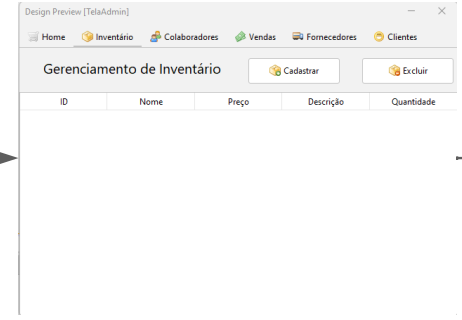 Design Preview [TelaAdmin]
Home Inventário Colaboradores Vendas Fornecedores Clientes
Gerenciamento de Inventário Cadastrar Excluir
ID Nome Preço Descrição Quantidade